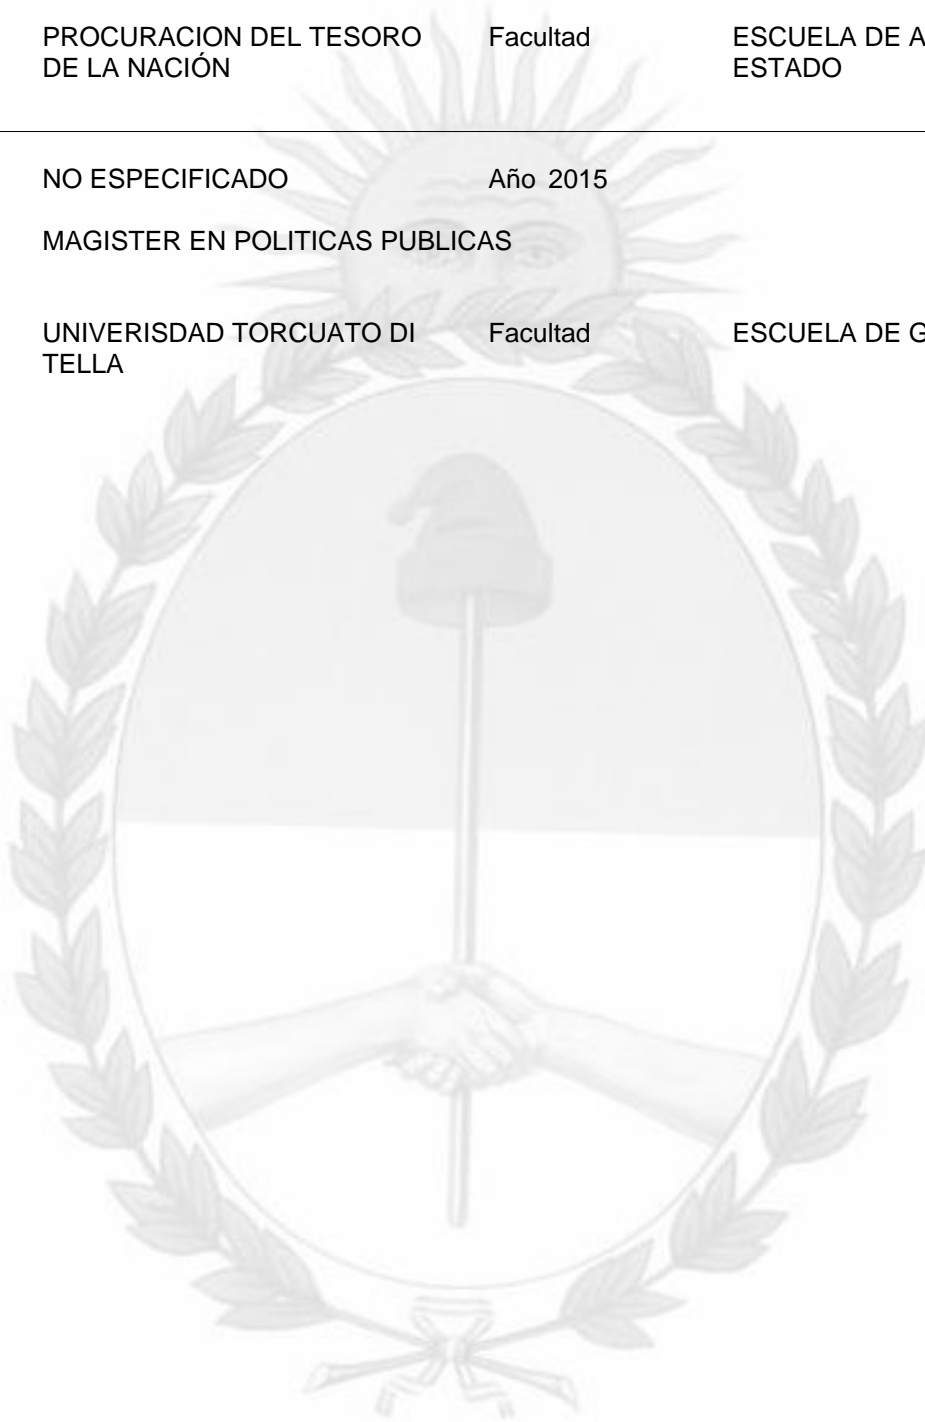 PROCURACION DEL TESORO Facultad ESCUELA DE A
DE LA NACIÓN ESTADO
NO ESPECIFICADO Año 2015
MAGISTER EN POLITICAS PUBLICAS
UNIVERISDAD TORCUATO DI Facultad ESCUELA DE G
TELLA